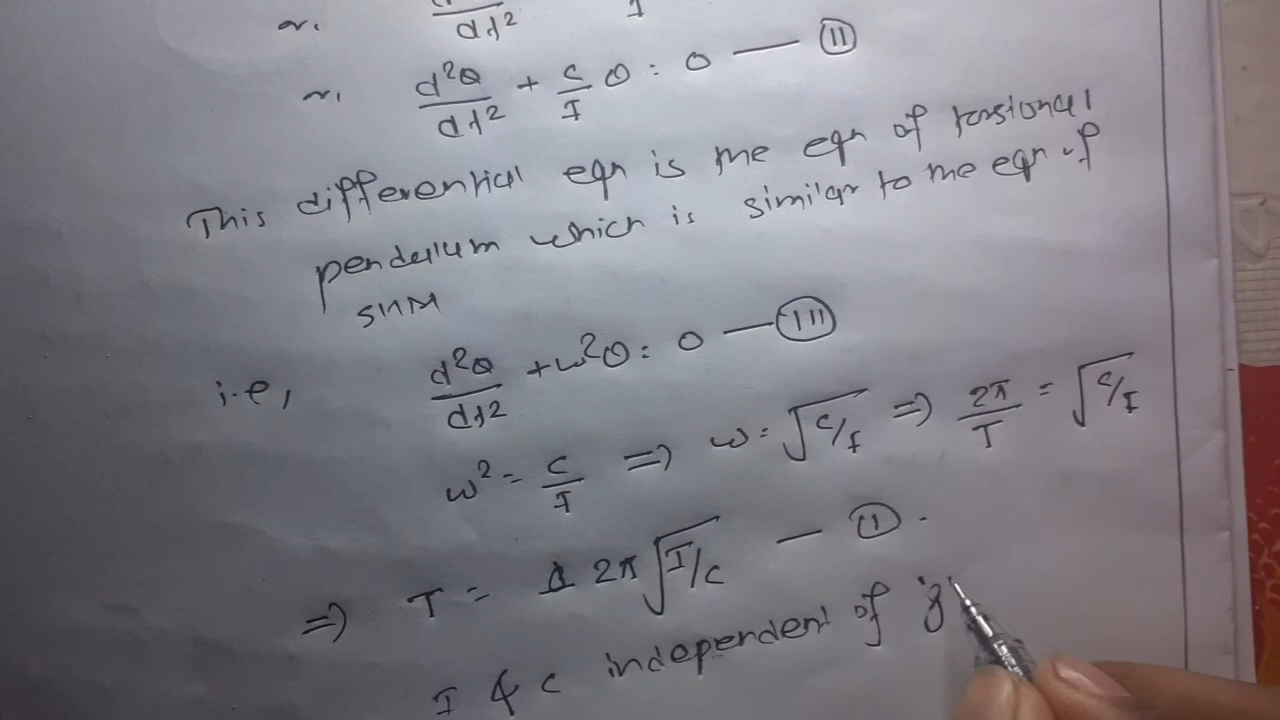 d²θ/dt² + C/I θ = 0 — (II)
This differential eqn is the eqn of torsional
pendulum which is similar to the eqn of
SHM
i.e, d²θ/dt² + ω²θ = 0 — (III)
ω² = C/I => ω = √C/I => 2π/T = √C/I
=> T = 2π√I/C — (1).
I & C independent of 'g'